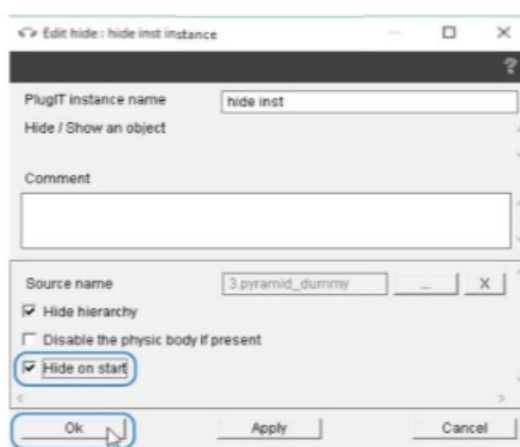 Edit hide : hide inst instance
?
PlugIT instance name hide inst
Hide / Show an object
Comment
Source name 3.pyramid_dummy ... X
Hide hierarchy
Disable the physic body if present
Hide on start
Ok Apply Cancel